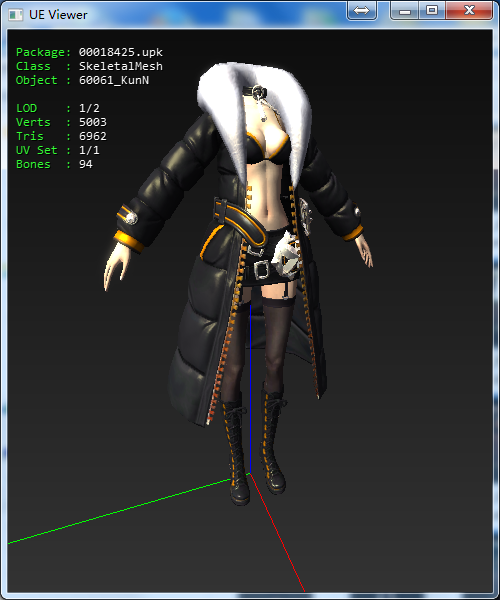 UE Viewer
Package: 00018425.upk
Class : SkeletalMesh
Object : 60061_KunN
LOD : 1/2
Verts : 5003
Tris : 6962
UV Set : 1/1
Bones : 94